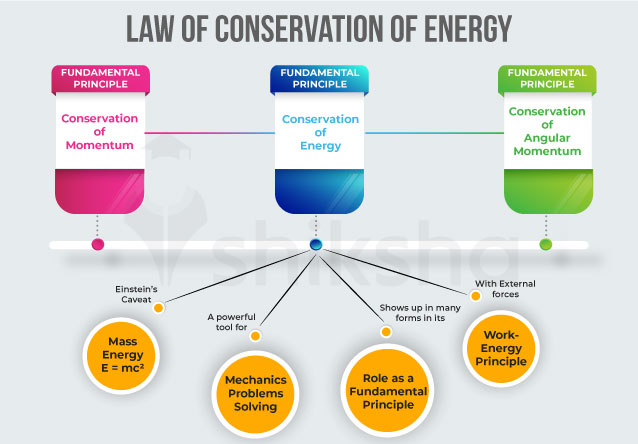 LAW OF CONSERVATION OF ENERGY
FUNDAMENTAL
PRINCIPLE
Conservation
of
Momentum
FUNDAMENTAL
PRINCIPLE
Conservation
of
Energy
FUNDAMENTAL
PRINCIPLE
Conservation
of
Angular
Momentum
shiksha
Einstein's
Caveat
Mass
Energy
E = mc²
A powerful
tool for
Mechanics
Problems
Solving
Shows up in many
forms in its
Role as a
Fundamental
Principle
With External
forces
Work-
Energy
Principle